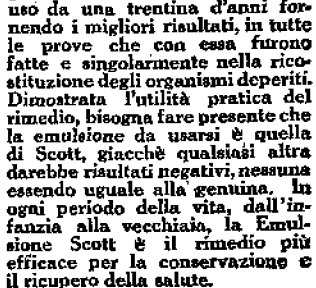 uso da una trentina d'anni for-
nendo i migliori risultati, in tutte
le prove che con essa furono
fatte e singolarmente nella rico-
stituzione degli organismi deperiti.
Dimostrata l'utilità pratica del
rimedio, bisogna fare presente che
la emulsione da usarsi è quella
di Scott, giacchè qualsiasi altra
darebbe risultati negativi, nessuna
essendo uguale alla genuina. In
ogni periodo della vita, dall'in-
fanzia alla vecchiaia, la Emul-
sione Scott è il rimedio più
efficace per la conservazione e
il ricupero della salute.